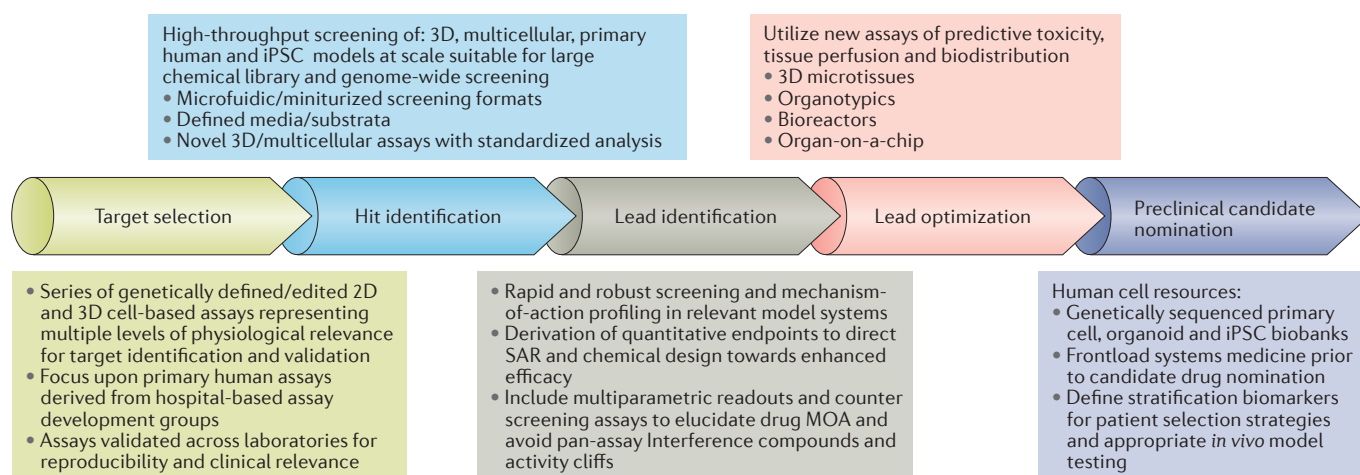 High-throughput screening of: 3D, multicellular, primary
human and iPSC models at scale suitable for large
chemical library and genome-wide screening
• Microfuidic/miniturized screening formats
• Defined media/substrata
• Novel 3D/multicellular assays with standardized analysis
Utilize new assays of predictive toxicity,
tissue perfusion and biodistribution
• 3D microtissues
• Organotypics
• Bioreactors
• Organ-on-a-chip
Target selection
Hit identification
Lead identification
Lead optimization
Preclinical candidate
nomination
• Series of genetically defined/edited 2D
and 3D cell-based assays representing
multiple levels of physiological relevance
for target identification and validation
• Focus upon primary human assays
derived from hospital-based assay
development groups
• Assays validated across laboratories for
reproducibility and clinical relevance
• Rapid and robust screening and mechanism-
of-action profiling in relevant model systems
• Derivation of quantitative endpoints to direct
SAR and chemical design towards enhanced
efficacy
• Include multiparametric readouts and counter
screening assays to elucidate drug MOA and
avoid pan-assay Interference compounds and
activity cliffs
Human cell resources:
• Genetically sequenced primary
cell, organoid and iPSC biobanks
• Frontload systems medicine prior
to candidate drug nomination
• Define stratification biomarkers
for patient selection strategies
and appropriate in vivo model
testing